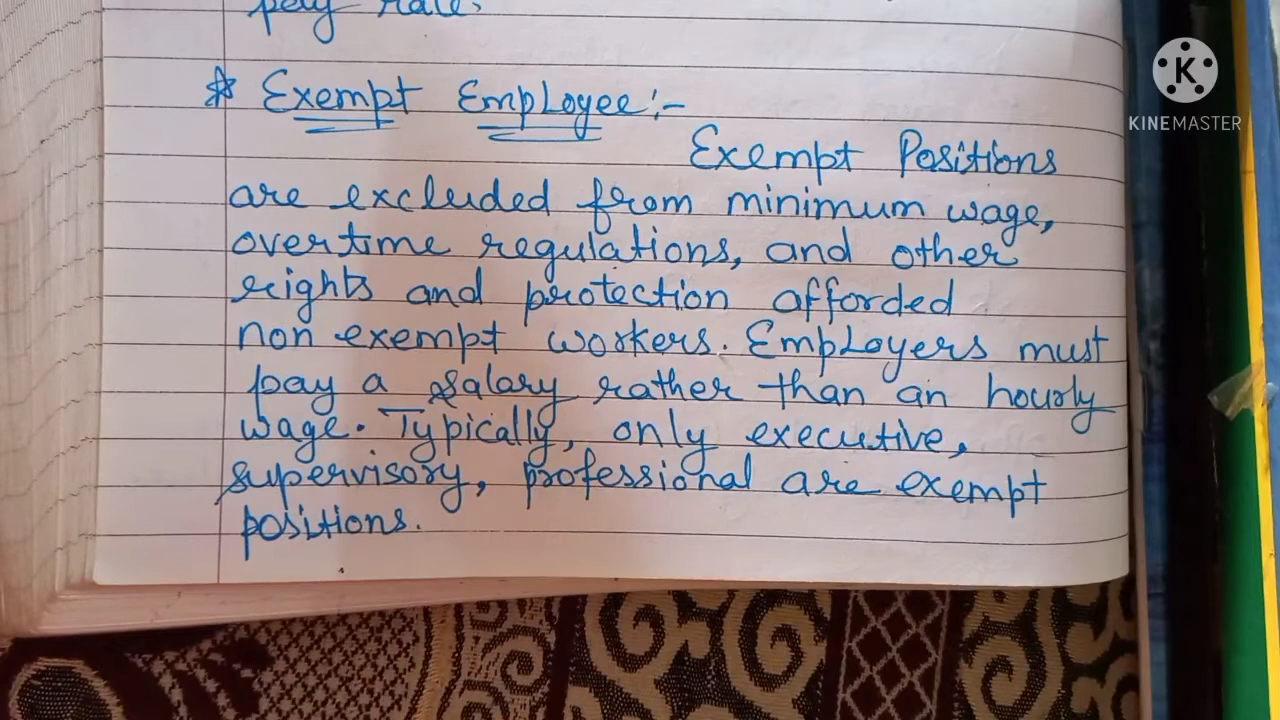 pay rate.
* Exempt Employee:-
Exempt Positions
are excluded from minimum wage,
overtime regulations, and other
rights and protection afforded
non exempt workers. Employers must
pay a salary rather than an hourly
wage. Typically, only executive,
supervisory, professional are exempt
positions.
K
KINEMASTER